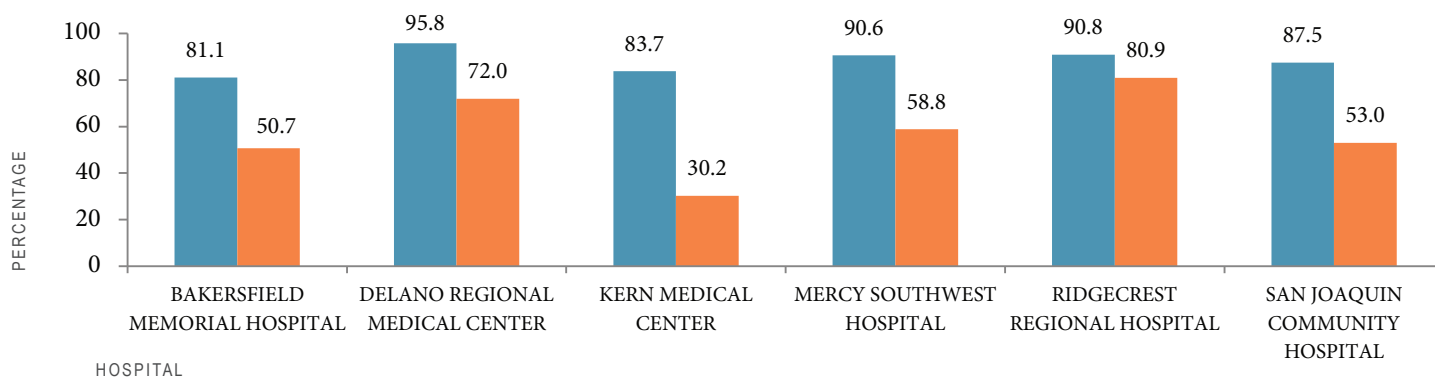 95.8
90.6
90.8
87.5
83.7
81.1
80.9
72.0
58.8
53.0
50.7
30.2
100
80
60
40
20
0
PERCENTAGE
BAKERSFIELD
MEMORIAL HOSPITAL
DELANO REGIONAL
MEDICAL CENTER
KERN MEDICAL
CENTER
MERCY SOUTHWEST
HOSPITAL
RIDGECREST
REGIONAL HOSPITAL
SAN JOAQUIN
COMMUNITY
HOSPITAL
HOSPITAL